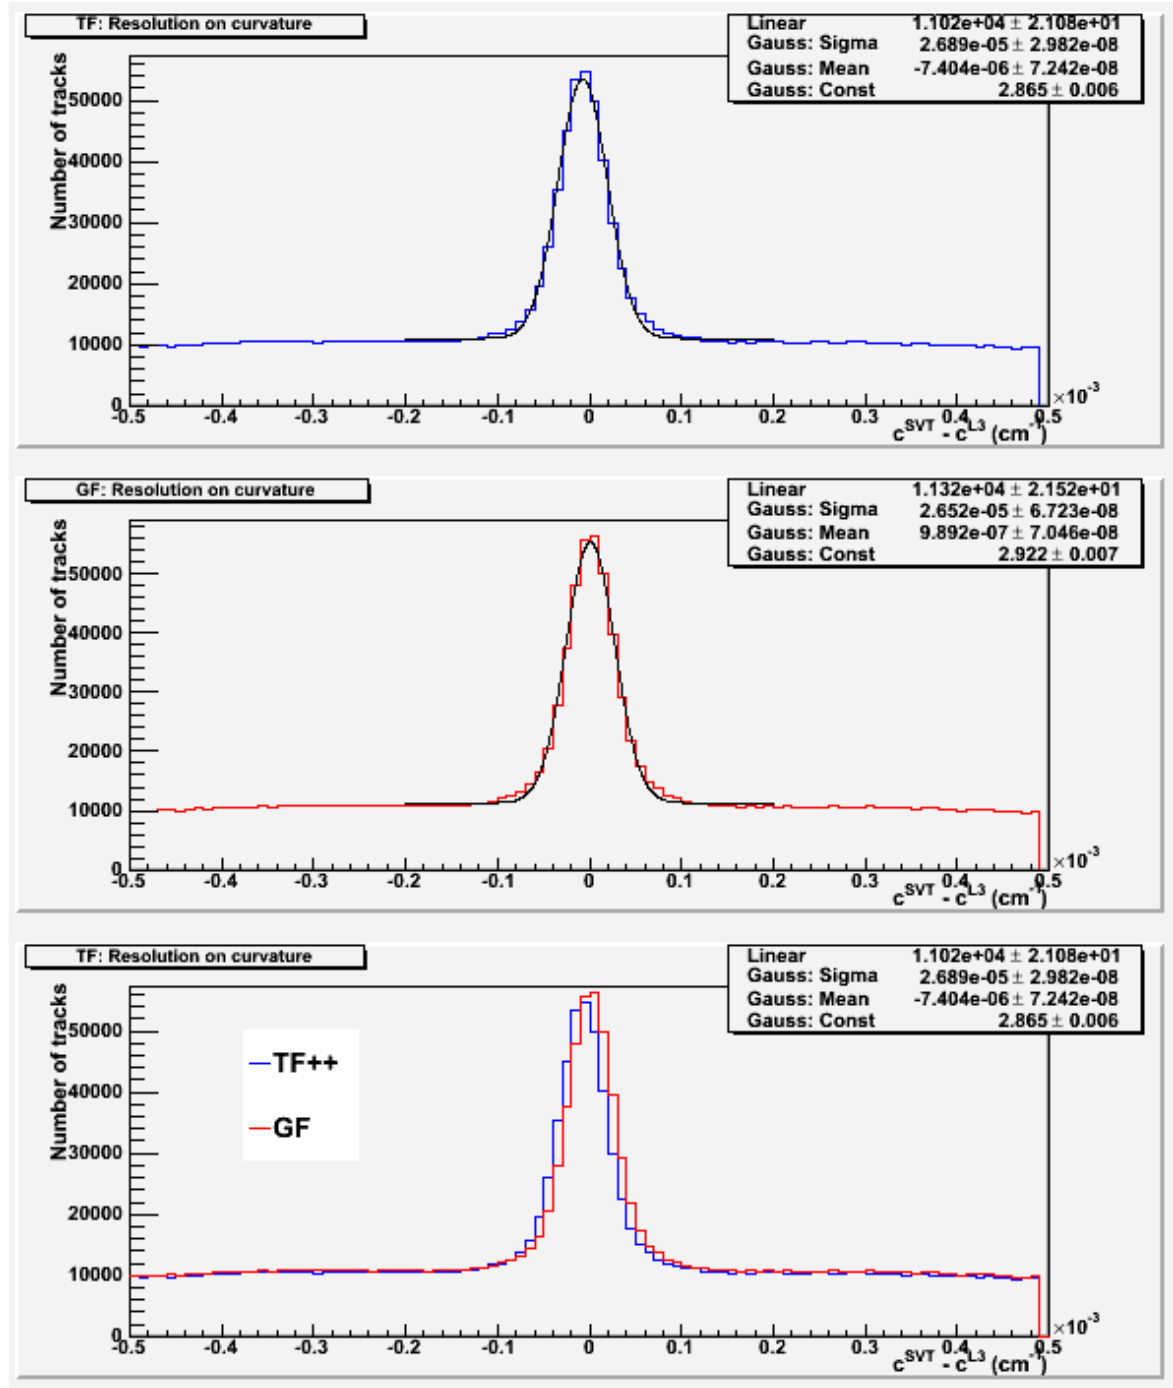 TF: Resolution on curvature
Linear 1.102e+04 ± 2.108e+01
Gauss: Sigma 2.689e-05 ± 2.982e-08
Gauss: Mean -7.404e-06 ± 7.242e-08
Gauss: Const 2.865 ± 0.006
Number of tracks
50000
40000
30000
20000
10000
0
-0.5 -0.4 -0.3 -0.2 -0.1 0 0.1 0.2 0.3 0.4 0.5
×10⁻³
c^SVT - c^L3 (cm⁻¹)
GF: Resolution on curvature
Linear 1.132e+04 ± 2.152e+01
Gauss: Sigma 2.652e-05 ± 6.723e-08
Gauss: Mean 9.892e-07 ± 7.046e-08
Gauss: Const 2.922 ± 0.007
Number of tracks
50000
40000
30000
20000
10000
0
-0.5 -0.4 -0.3 -0.2 -0.1 0 0.1 0.2 0.3 0.4 0.5
×10⁻³
c^SVT - c^L3 (cm⁻¹)
TF: Resolution on curvature
Linear 1.102e+04 ± 2.108e+01
Gauss: Sigma 2.689e-05 ± 2.982e-08
Gauss: Mean -7.404e-06 ± 7.242e-08
Gauss: Const 2.865 ± 0.006
Number of tracks
50000
40000
30000
20000
10000
0
TF++
GF
-0.5 -0.4 -0.3 -0.2 -0.1 0 0.1 0.2 0.3 0.4 0.5
×10⁻³
c^SVT - c^L3 (cm⁻¹)